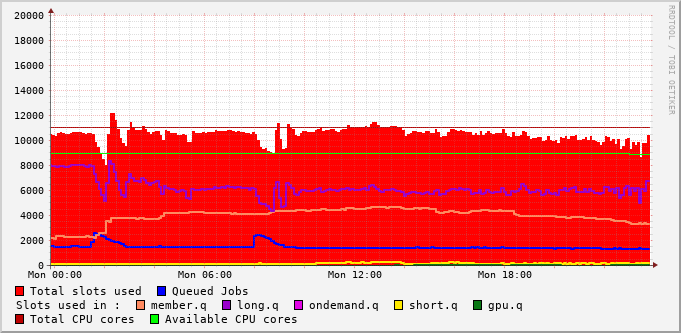 20000
18000
16000
14000
12000
10000
8000
6000
4000
2000
0
Mon 00:00 Mon 06:00 Mon 12:00 Mon 18:00
Total slots used Queued Jobs
Slots used in : member.q long.q ondemand.q short.q gpu.q
Total CPU cores Available CPU cores
RRDTOOL / TOBI OETIKER